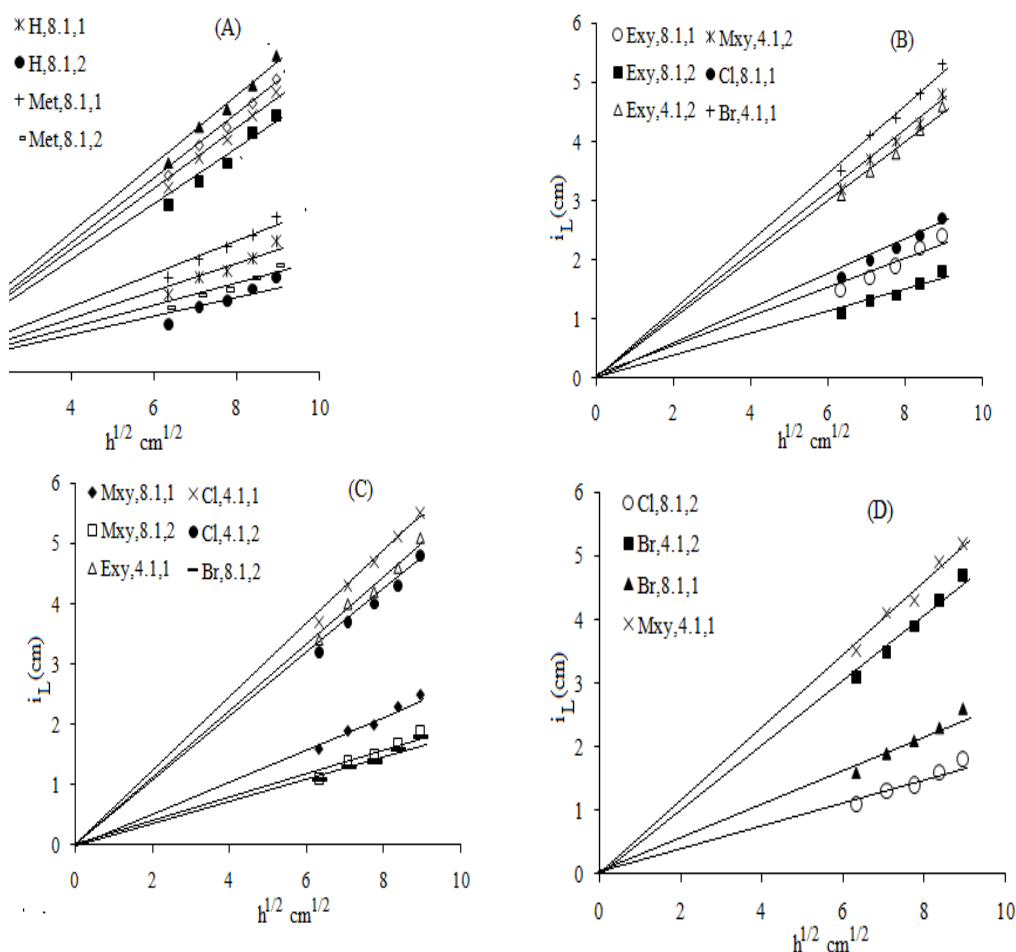 (A)
H,8.1,1
H,8.1,2
Met,8.1,1
Met,8.1,2
4 6 8 10
h1/2 cm1/2
(B)
Exy,8.1,1 Mxy,4.1,2
Exy,8.1,2 Cl,8.1,1
Exy,4.1,2 Br,4.1,1
6
5
4
3
2
1
0
iL(cm)
0 2 4 6 8 10
h1/2 cm1/2
(C)
Mxy,8.1,1 Cl,4.1,1
Mxy,8.1,2 Cl,4.1,2
Exy,4.1,1 Br,8.1,2
6
5
4
3
2
1
0
iL(cm)
0 2 4 6 8 10
h1/2 cm1/2
(D)
Cl,8.1,2
Br,4.1,2
Br,8.1,1
Mxy,4.1,1
6
5
4
3
2
1
0
iL(cm)
0 2 4 6 8 10
h1/2 cm1/2